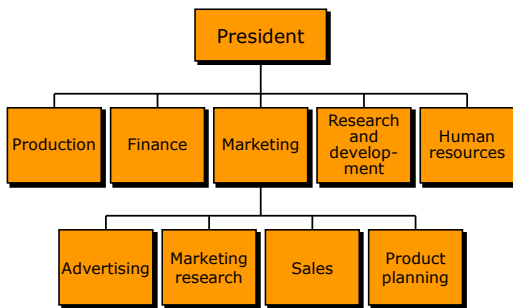 President
Production
Finance
Marketing
Research
and
develop-
ment
Human
resources
Advertising
Marketing
research
Sales
Product
planning